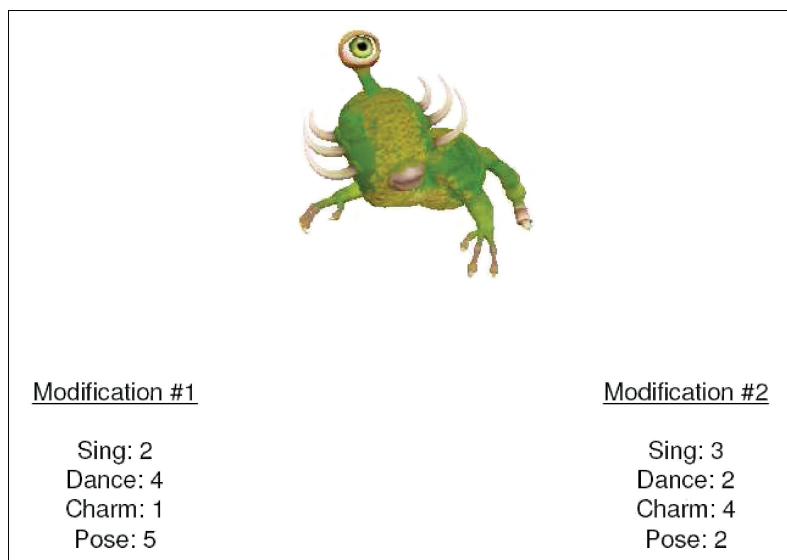 Modification #1
Sing: 2
Dance: 4
Charm: 1
Pose: 5
Modification #2
Sing: 3
Dance: 2
Charm: 4
Pose: 2